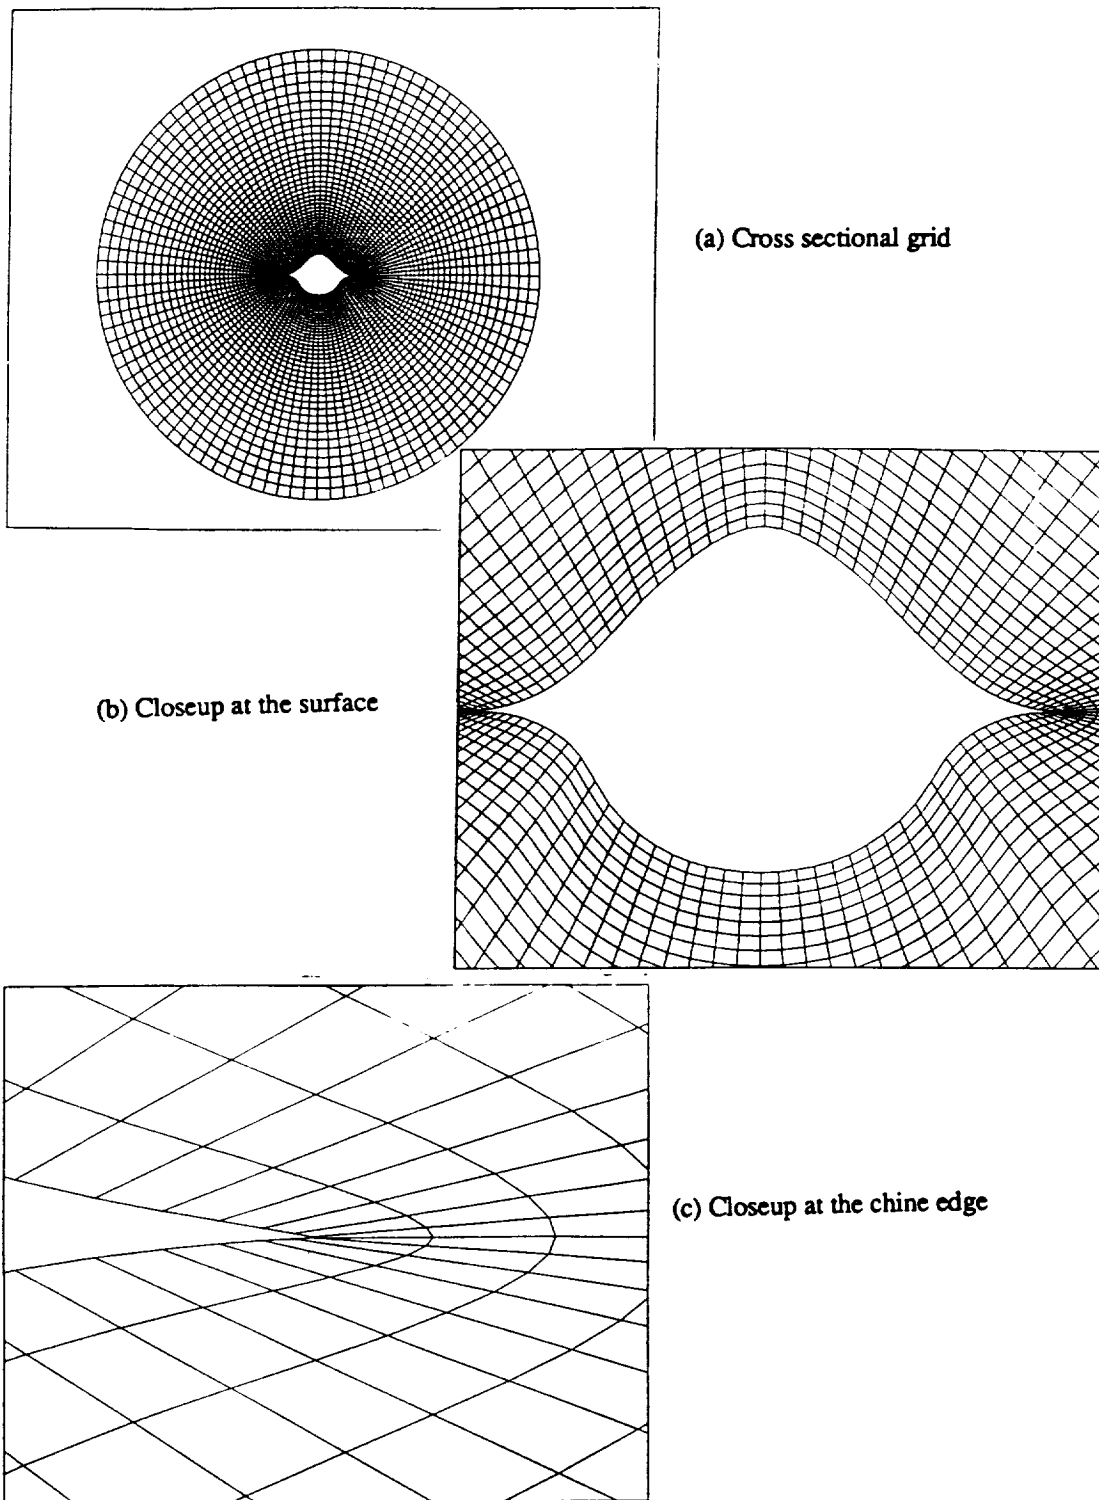 (a) Cross sectional grid
(b) Closeup at the surface
(c) Closeup at the chine edge